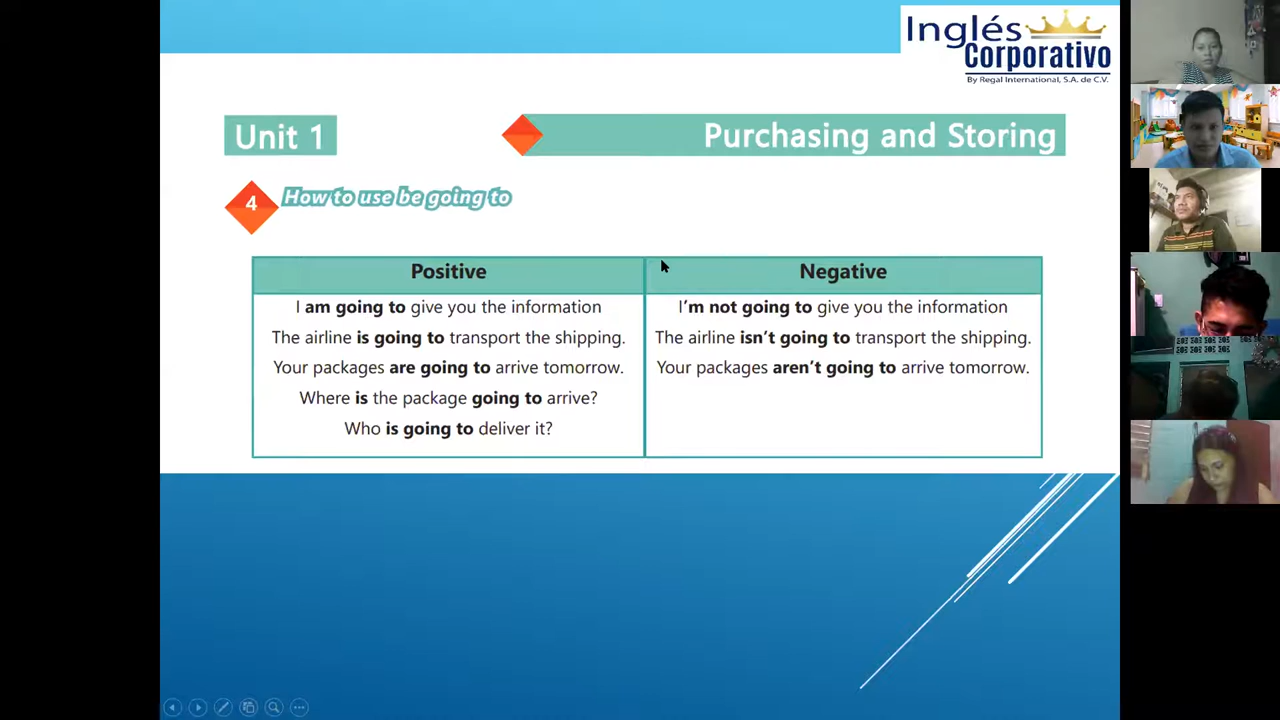 Inglés
Corporativo
By Regal International, S.A. de C.V.
Unit 1
Purchasing and Storing
4
How to use be going to
Positive
Negative
I am going to give you the information
I'm not going to give you the information
The airline is going to transport the shipping.
The airline isn't going to transport the shipping.
Your packages are going to arrive tomorrow.
Your packages aren't going to arrive tomorrow.
Where is the package going to arrive?
Who is going to deliver it?